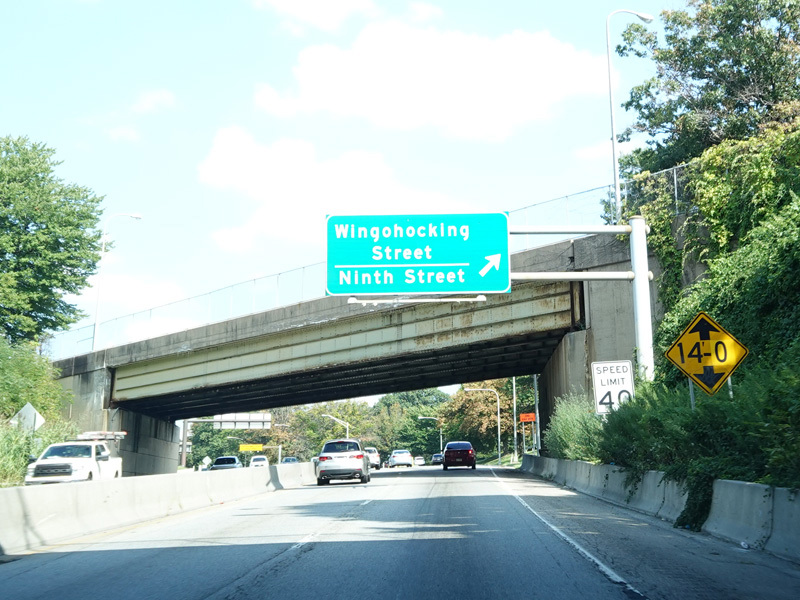 Wingohocking
Street
Ninth Street
SPEED
LIMIT
40
14'-0